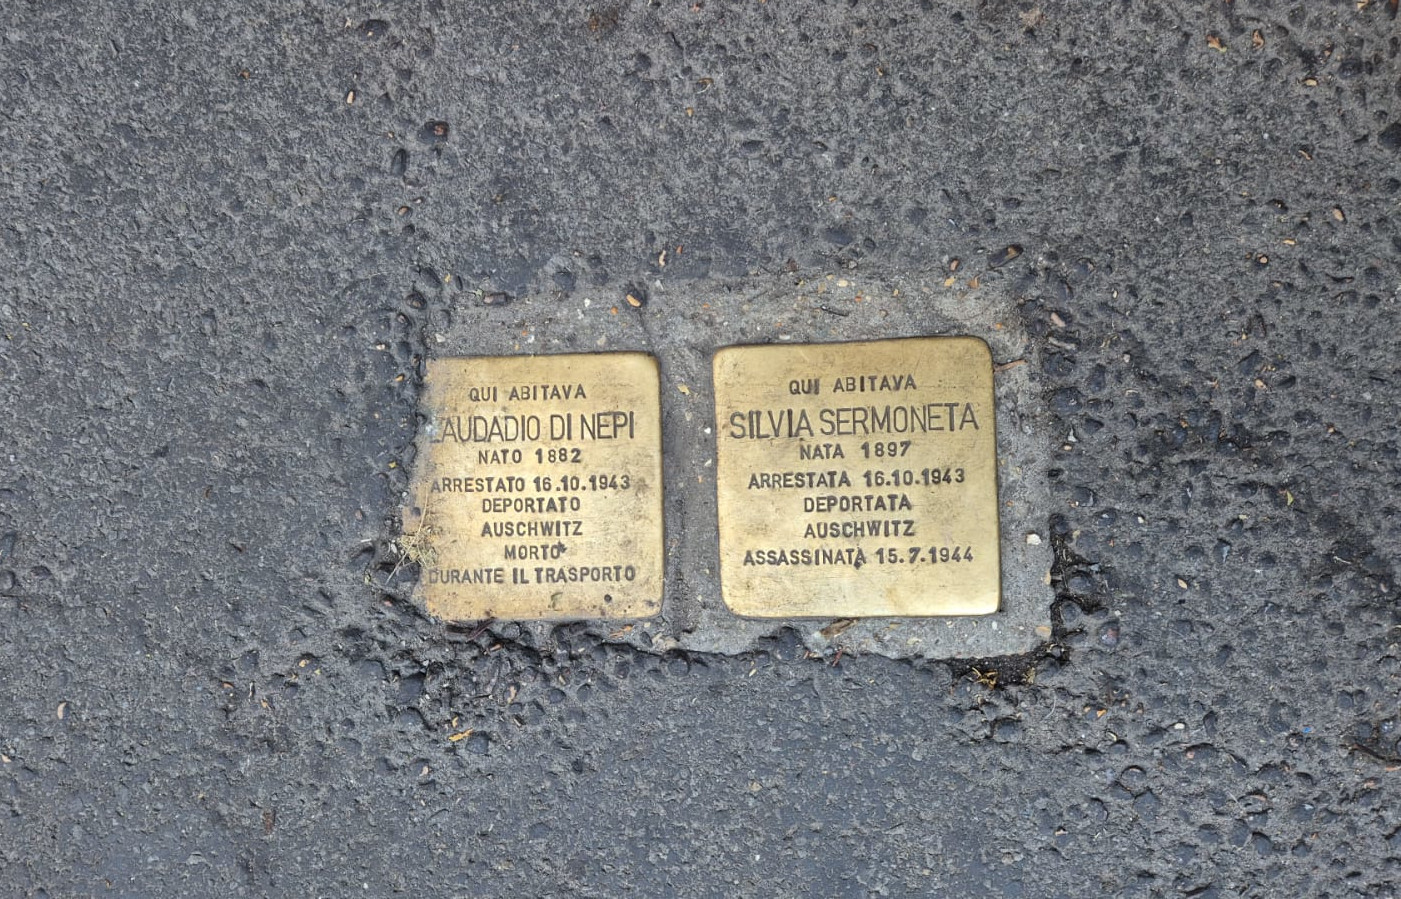 QUI ABITAVA
LAUDADIO DI NEPI
NATO 1882
ARRESTATO 16.10.1943
DEPORTATO
AUSCHWITZ
MORTO
DURANTE IL TRASPORTO
QUI ABITAVA
SILVIA SERMONETA
NATA 1897
ARRESTATA 16.10.1943
DEPORTATA
AUSCHWITZ
ASSASSINATA 15.7.1944